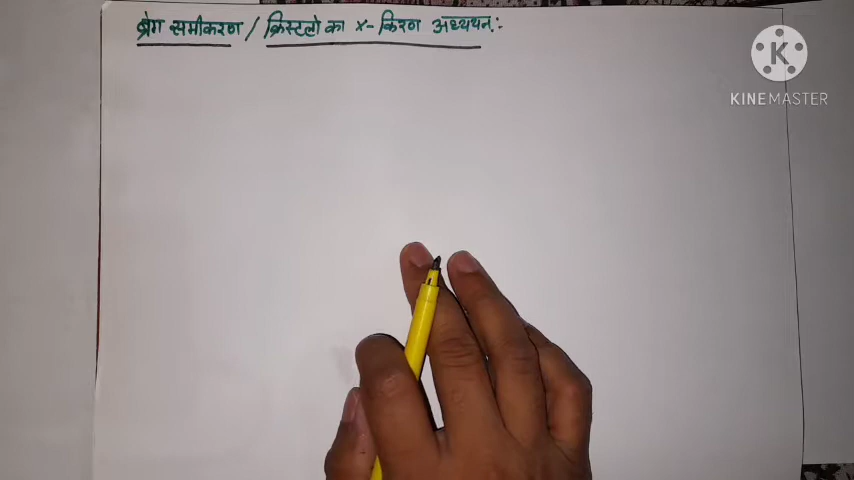 ब्रेग समीकरण / क्रिस्टलो का x-किरण अध्ययन:-
K
KINEMASTER